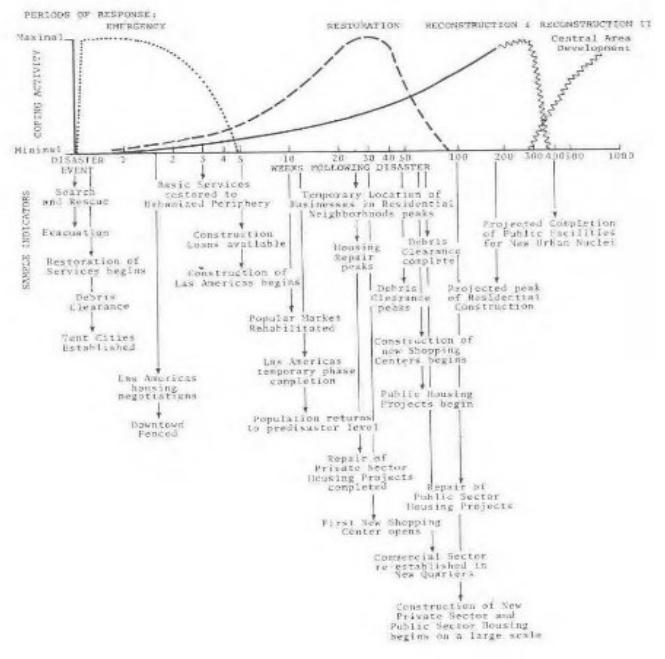 PERIODS OF RESPONSE:
EMERGENCY
RESTORATION
RECONSTRUCTION I
RECONSTRUCTION II
Central Area
Development
Maximal
COPING ACTIVITY
Minimal
1 2 3 4 5 10 20 30 40 50 100 200 300 400 500 1000
DISASTER
EVENT
WEEKS FOLLOWING DISASTER
SAMPLE INDICATORS
Search
and Rescue
Evacuation
Restoration of
Services begins
Debris
Clearance
Tent Cities
Established
Basic Services
restored to
Urbanized Periphery
Construction
Loans available
Construction of
Las Americas begins
Las Americas
housing
negotiations
Downtown
Fenced
Popular Market
Rehabilitated
Las Americas
temporary phase
completion
Population returns
to predisaster level
Temporary Location of
Businesses in Residential
Neighborhoods peaks
Housing
Repair
peaks
Debris
Clearance
complete
Debris
Clearance
peaks
Construction of
new Shopping
Centers begins
Public Housing
Projects begin
Projected Completion
of Public Facilities
for New Urban Nuclei
Projected peak
of Residential
Construction
Repair of
Private Sector
Housing Projects
completed
First New Shopping
Center opens
Repair of
Public Sector
Housing Projects
Commercial Sector
re-established in
New Quarters
Construction of New
Private Sector and
Public Sector Housing
begins on a large scale